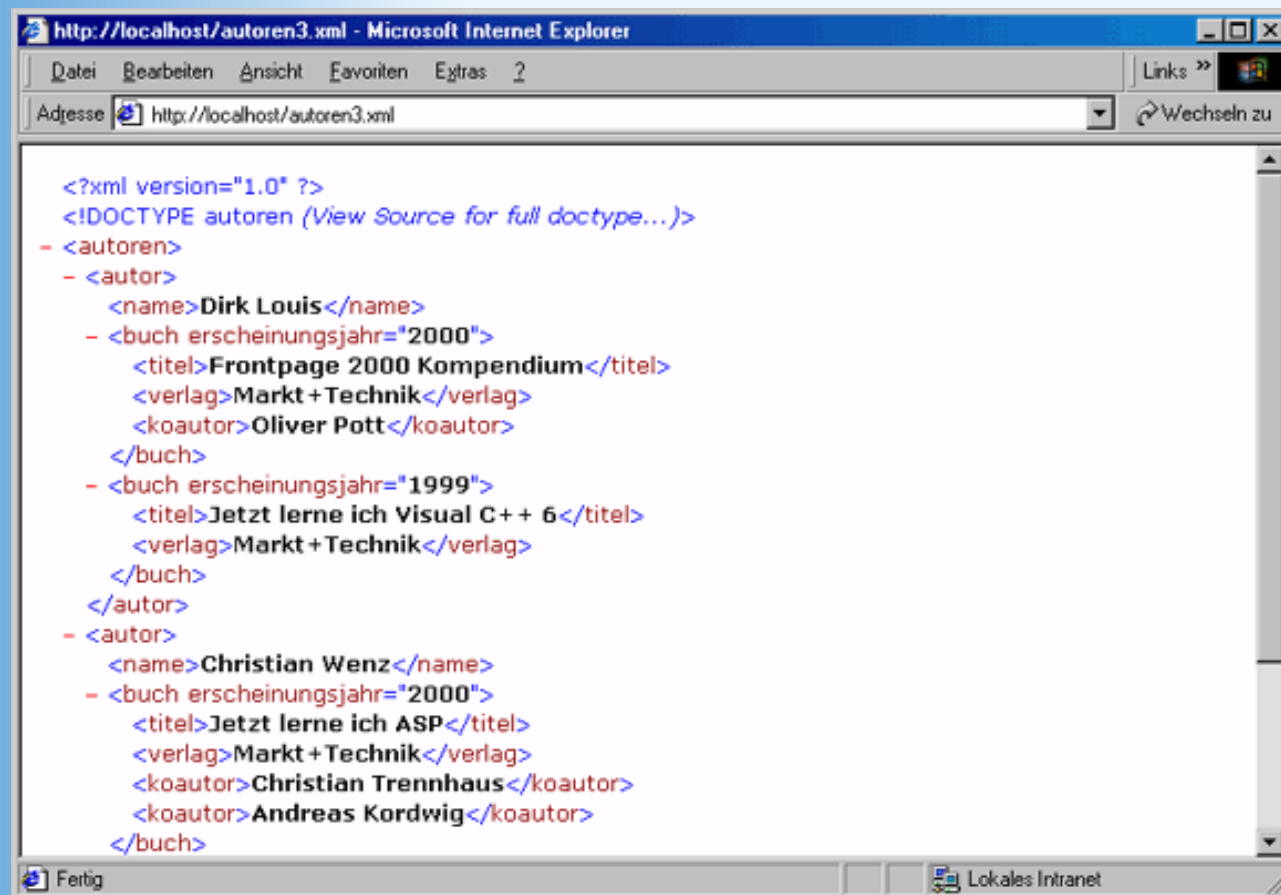 http://localhost/autoren3.xml - Microsoft Internet Explorer
Datei Bearbeiten Ansicht Favoriten Extras ? Links »
Adresse http://localhost/autoren3.xml Wechseln zu
<?xml version="1.0" ?>
<!DOCTYPE autoren (View Source for full doctype...)>
- <autoren>
- <autor>
<name>Dirk Louis</name>
- <buch erscheinungsjahr="2000">
<titel>Frontpage 2000 Kompendium</titel>
<verlag>Markt+Technik</verlag>
<koautor>Oliver Pott</koautor>
</buch>
- <buch erscheinungsjahr="1999">
<titel>Jetzt lerne ich Visual C++ 6</titel>
<verlag>Markt+Technik</verlag>
</buch>
</autor>
- <autor>
<name>Christian Wenz</name>
- <buch erscheinungsjahr="2000">
<titel>Jetzt lerne ich ASP</titel>
<verlag>Markt+Technik</verlag>
<koautor>Christian Trennhaus</koautor>
<koautor>Andreas Kordwig</koautor>
</buch>
Fertig Lokales Intranet